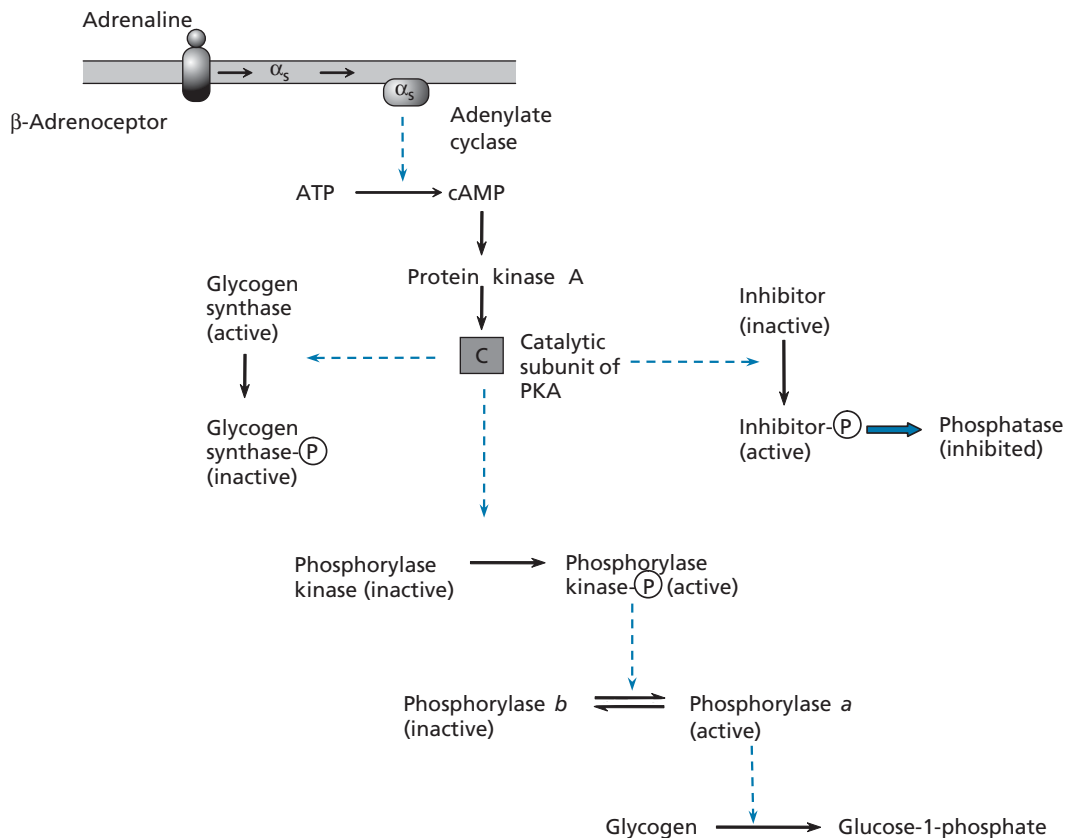 Adrenaline
αs
αs
β-Adrenoceptor
Adenylate
cyclase
ATP
cAMP
Protein kinase A
Glycogen
synthase
(active)
Inhibitor
(inactive)
C
Catalytic
subunit of
PKA
Glycogen
synthase-P
(inactive)
Inhibitor-P
(active)
Phosphatase
(inhibited)
Phosphorylase
kinase (inactive)
Phosphorylase
kinase-P (active)
Phosphorylase b
(inactive)
Phosphorylase a
(active)
Glycogen
Glucose-1-phosphate